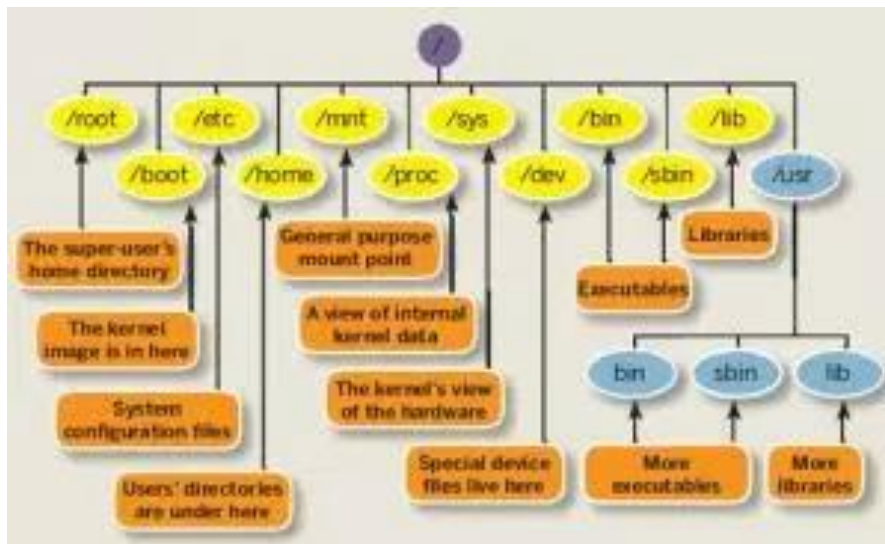 /
/root
/etc
/mnt
/sys
/bin
/lib
/boot
/home
/proc
/dev
/sbin
/usr
The super-user's
home directory
General purpose
mount point
Libraries
Executables
The kernel
image is in here
A view of internal
kernel data
bin
sbin
lib
System
configuration files
The kernel's view
of the hardware
Users' directories
are under here
Special device
files live here
More
executables
More
libraries